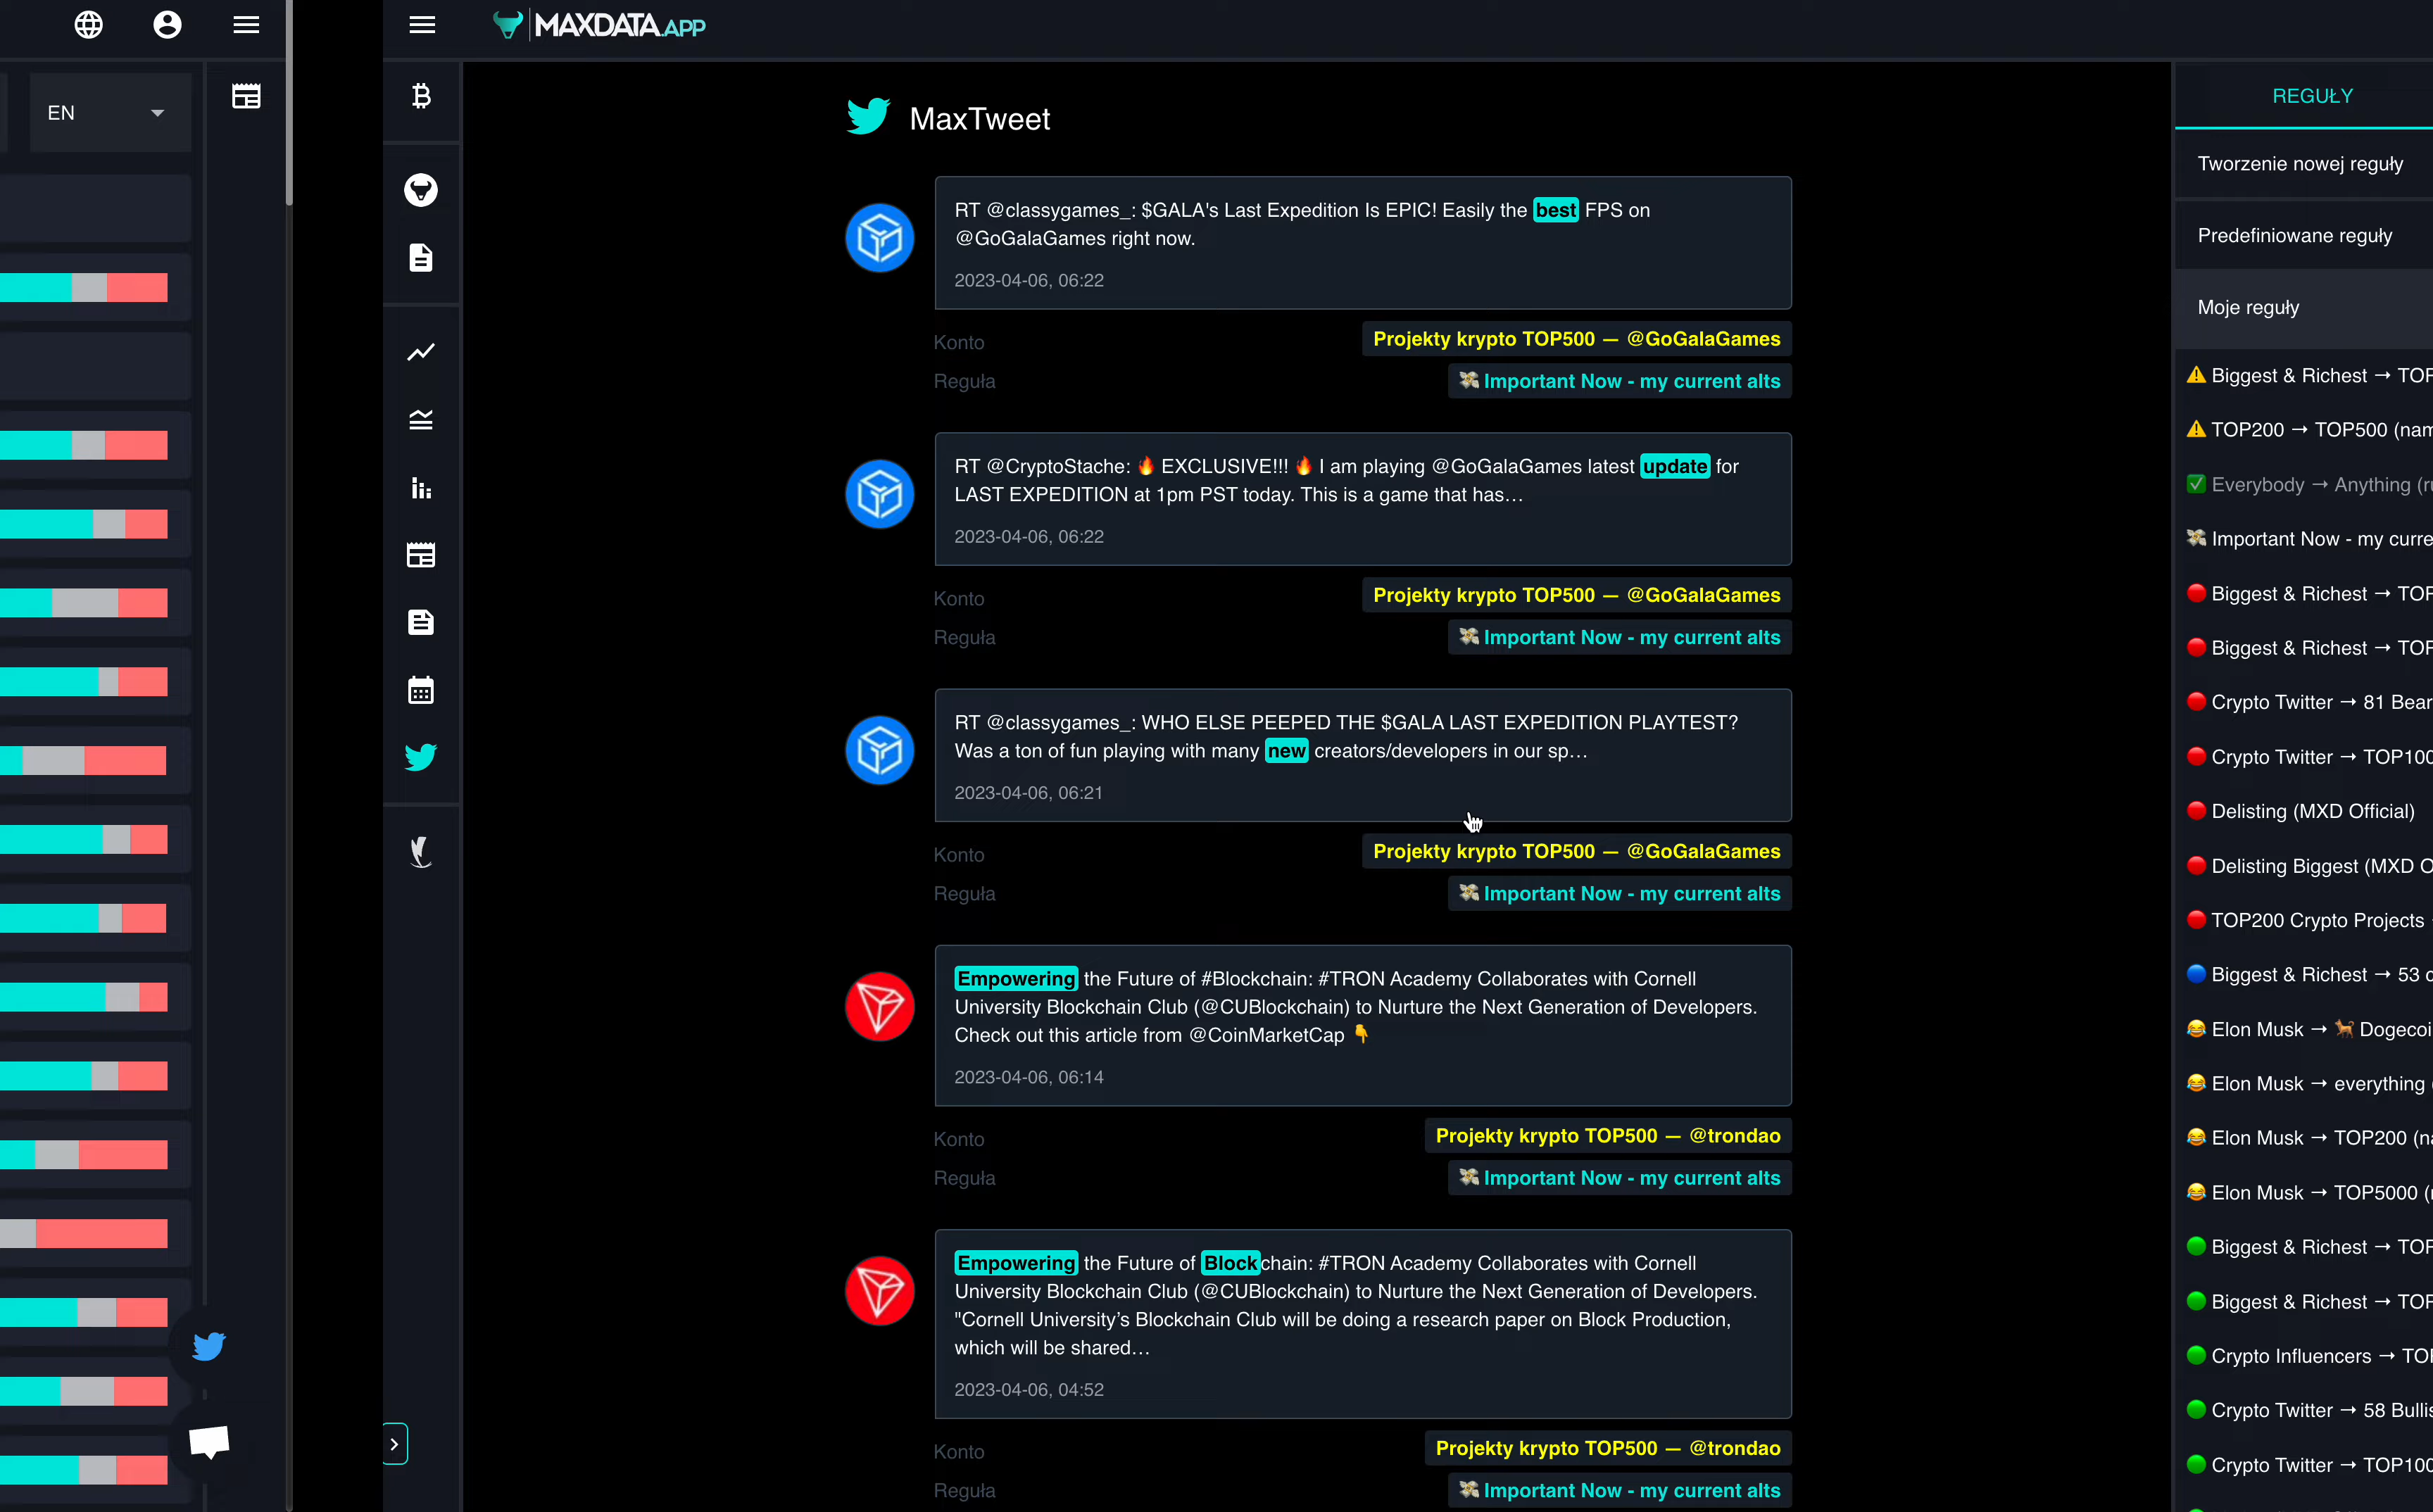 EN
MAXDATA.APP
MaxTweet
RT @classygames_: $GALA's Last Expedition Is EPIC! Easily the best FPS on
@GoGalaGames right now.
2023-04-06, 06:22
Konto
Projekty krypto TOP500 — @GoGalaGames
Reguła
💸 Important Now - my current alts
RT @CryptoStache: 🔥 EXCLUSIVE!!! 🔥 I am playing @GoGalaGames latest update for
LAST EXPEDITION at 1pm PST today. This is a game that has…
2023-04-06, 06:22
Konto
Projekty krypto TOP500 — @GoGalaGames
Reguła
💸 Important Now - my current alts
RT @classygames_: WHO ELSE PEEPED THE $GALA LAST EXPEDITION PLAYTEST?
Was a ton of fun playing with many new creators/developers in our sp…
2023-04-06, 06:21
Konto
Projekty krypto TOP500 — @GoGalaGames
Reguła
💸 Important Now - my current alts
Empowering the Future of #Blockchain: #TRON Academy Collaborates with Cornell
University Blockchain Club (@CUBlockchain) to Nurture the Next Generation of Developers.
Check out this article from @CoinMarketCap 👇
2023-04-06, 06:14
Konto
Projekty krypto TOP500 — @trondao
Reguła
💸 Important Now - my current alts
Empowering the Future of Blockchain: #TRON Academy Collaborates with Cornell
University Blockchain Club (@CUBlockchain) to Nurture the Next Generation of Developers.
"Cornell University’s Blockchain Club will be doing a research paper on Block Production,
which will be shared…
2023-04-06, 04:52
Konto
Projekty krypto TOP500 — @trondao
Reguła
💸 Important Now - my current alts
REGUŁY
Tworzenie nowej reguły
Predefiniowane reguły
Moje reguły
⚠️ Biggest & Richest → TOP
⚠️ TOP200 → TOP500 (nam
✅ Everybody → Anything (ru
💸 Important Now - my curre
🔴 Biggest & Richest → TOP
🔴 Biggest & Richest → TOP
🔴 Crypto Twitter → 81 Bear
🔴 Crypto Twitter → TOP100
🔴 Delisting (MXD Official)
🔴 Delisting Biggest (MXD O
🔴 TOP200 Crypto Projects
🔵 Biggest & Richest → 53 c
😂 Elon Musk → 🐕 Dogecoi
😂 Elon Musk → everything
😂 Elon Musk → TOP200 (na
😂 Elon Musk → TOP5000 (
🟢 Biggest & Richest → TOP
🟢 Biggest & Richest → TOP
🟢 Crypto Influencers → TOP
🟢 Crypto Twitter → 58 Bullis
🟢 Crypto Twitter → TOP100